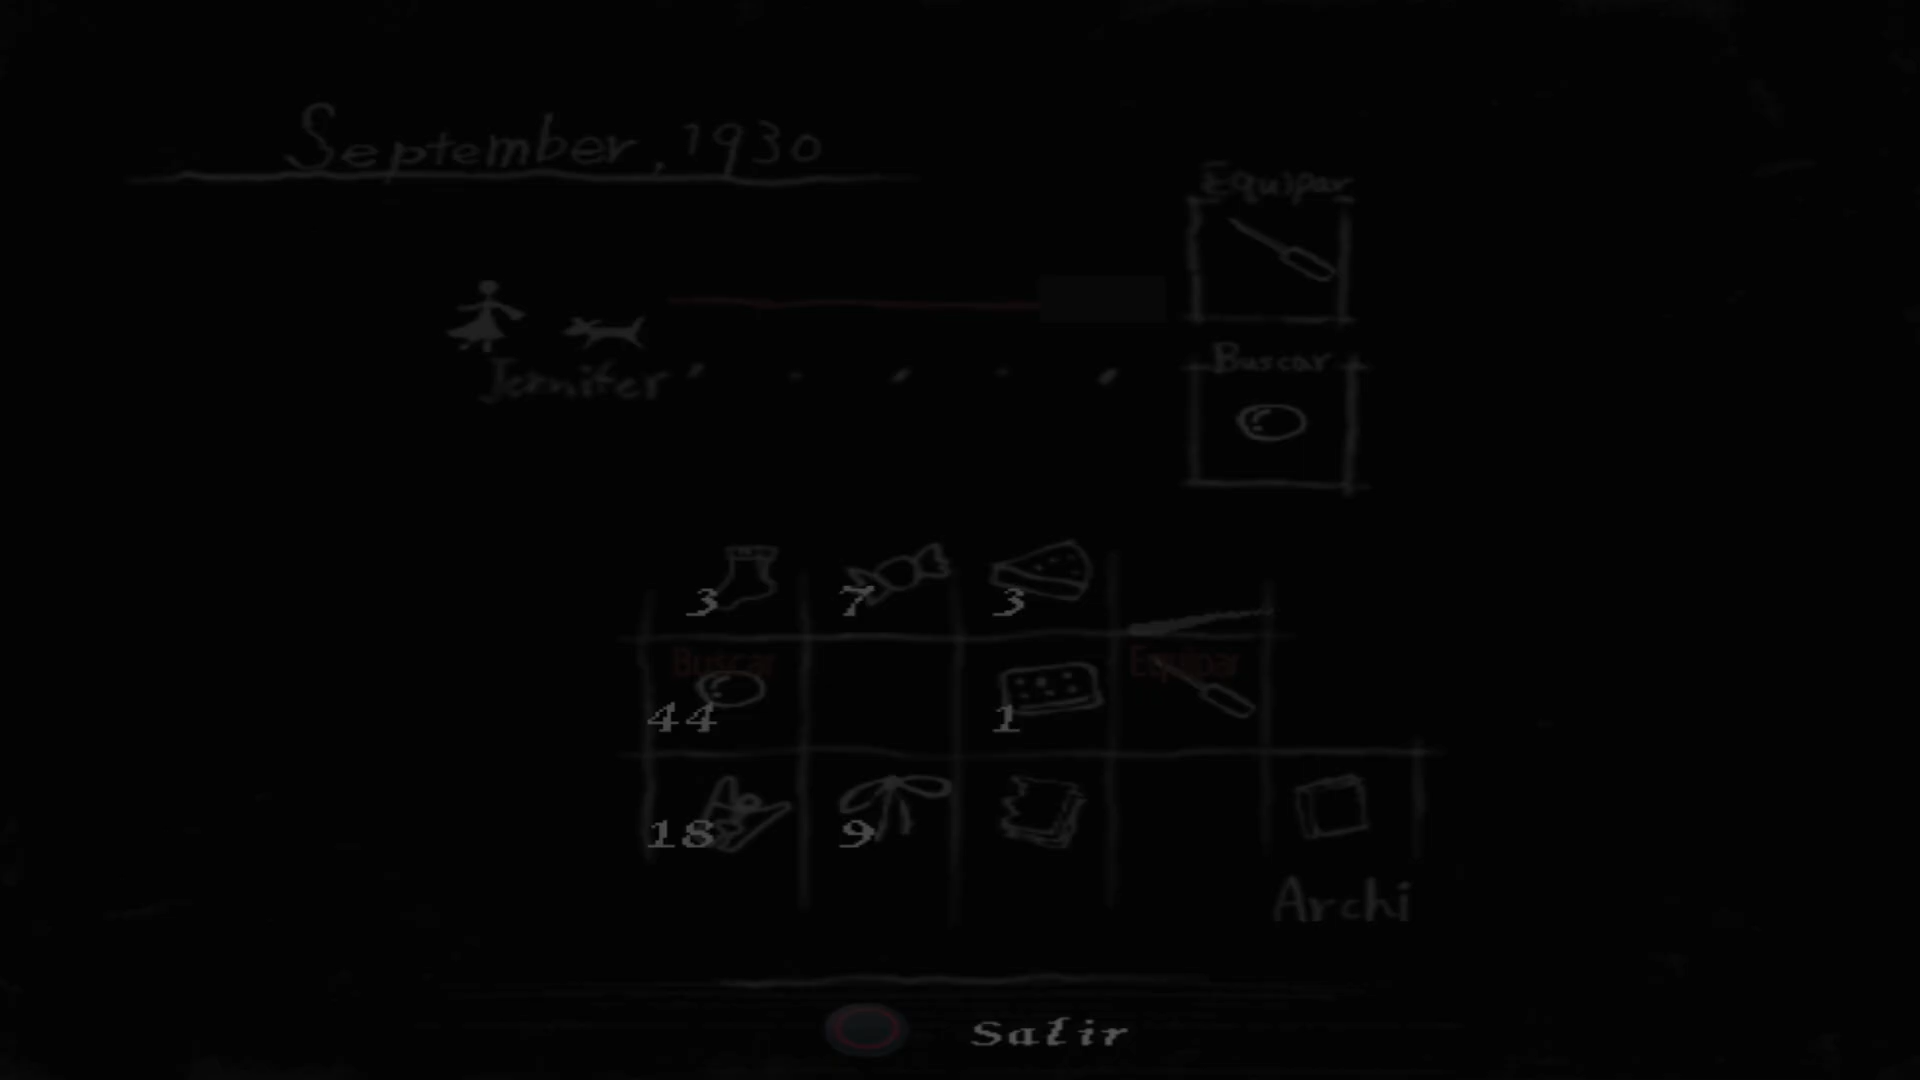 September, 1930
Equipar
Jennifer
Buscar
3 7 3
Buscar Equipar
44 1
18 9
Archi
Salir